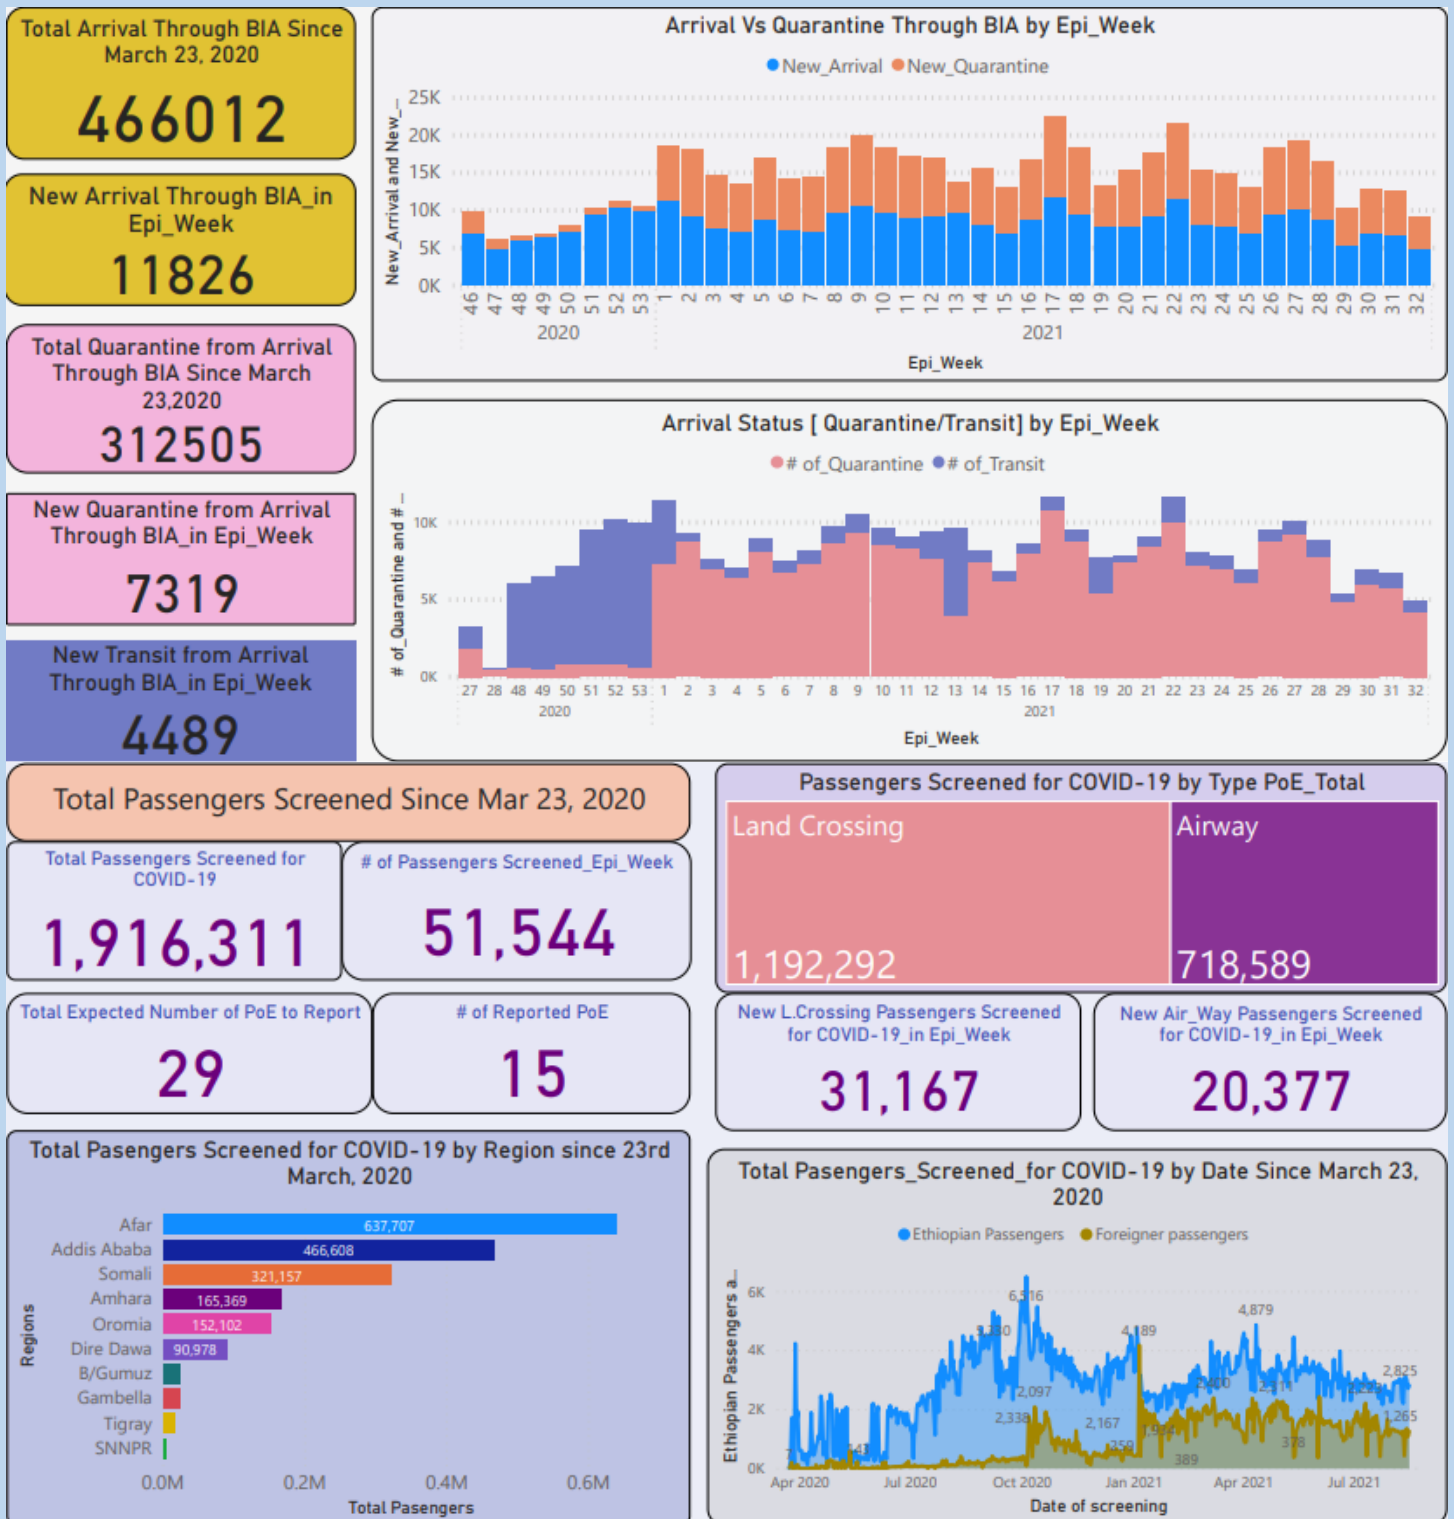 Total Arrival Through BIA Since
March 23, 2020
466012
New Arrival Through BIA_in
Epi_Week
11826
Total Quarantine from Arrival
Through BIA Since March
23,2020
312505
New Quarantine from Arrival
Through BIA_in Epi_Week
7319
New Transit from Arrival
Through BIA_in Epi_Week
4489
Arrival Vs Quarantine Through BIA by Epi_Week
New_Arrival New_Quarantine
New_Arrival and New_...
25K
20K
15K
10K
5K
0K
46 47 48 49 50 51 52 53 1 2 3 4 5 6 7 8 9 10 11 12 13 14 15 16 17 18 19 20 21 22 23 24 25 26 27 28 29 30 31 32
2020 2021
Epi_Week
Arrival Status [ Quarantine/Transit] by Epi_Week
# of_Quarantine # of_Transit
# of_Quarantine and # ...
10K
5K
0K
27 28 48 49 50 51 52 53 1 2 3 4 5 6 7 8 9 10 11 12 13 14 15 16 17 18 19 20 21 22 23 24 25 26 27 28 29 30 31 32
2020 2021
Epi_Week
Total Passengers Screened Since Mar 23, 2020
Total Passengers Screened for
COVID-19
1,916,311
# of Passengers Screened_Epi_Week
51,544
Total Expected Number of PoE to Report
29
# of Reported PoE
15
Passengers Screened for COVID-19 by Type PoE_Total
Land Crossing
1,192,292
Airway
718,589
New L.Crossing Passengers Screened
for COVID-19_in Epi_Week
31,167
New Air_Way Passengers Screened
for COVID-19_in Epi_Week
20,377
Total Pasengers Screened for COVID-19 by Region since 23rd
March, 2020
Regions
Afar 637,707
Addis Ababa 466,608
Somali 321,157
Amhara 165,369
Oromia 152,102
Dire Dawa 90,978
B/Gumuz
Gambella
Tigray
SNNPR
0.0M 0.2M 0.4M 0.6M
Total Pasengers
Total Pasengers_Screened_for COVID-19 by Date Since March 23,
2020
Ethiopian Passengers Foreigner passengers
Ethiopian Passengers a...
6K
4K
2K
0K
6,516
4,189
4,879
2,825
2,097
2,338
2,167
259
1,934
389
378
1,265
Apr 2020 Jul 2020 Oct 2020 Jan 2021 Apr 2021 Jul 2021
Date of screening